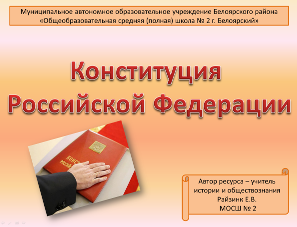 Муниципальное автономное образовательное учреждение Белоярского района
«Общеобразовательная средняя (полная) школа № 2 г. Белоярский»
Конституция
Российской Федерации
Автор ресурса – учитель
истории и обществознания
Райзинк Е.В.
МОСШ № 2